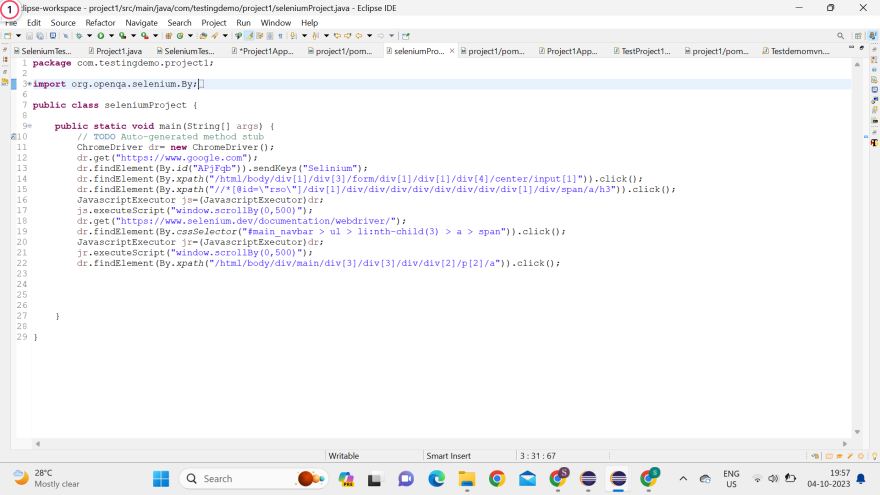 1
clipse-workspace - project1/src/main/java/com/testingdemo/project1/seleniumProject.java - Eclipse IDE
File Edit Source Refactor Navigate Search Project Run Window Help
SeleniumTes... Project1.java SeleniumTes... *Project1App... project1/pom... seleniumPro... project1/pom... Project1App... TestProject1... project1/pom... Testdemomvn...
1 package com.testingdemo.project1;
2
3 import org.openqa.selenium.By;
6
7 public class seleniumProject {
8
9 public static void main(String[] args) {
10 // TODO Auto-generated method stub
11 ChromeDriver dr= new ChromeDriver();
12 dr.get("https://www.google.com");
13 dr.findElement(By.id("APjFqb")).sendKeys("Selinium");
14 dr.findElement(By.xpath("/html/body/div[1]/div[3]/form/div[1]/div[1]/div[4]/center/input[1]")).click();
15 dr.findElement(By.xpath("//*[@id=\"rso\"]/div[1]/div/div/div/div/div/div/div/div[1]/div/span/a/h3")).click();
16 JavascriptExecutor js=(JavascriptExecutor)dr;
17 js.executeScript("window.scrollBy(0,500)");
18 dr.get("https://www.selenium.dev/documentation/webdriver/");
19 dr.findElement(By.cssSelector("#main_navbar > ul > li:nth-child(3) > a > span")).click();
20 JavascriptExecutor jr=(JavascriptExecutor)dr;
21 jr.executeScript("window.scrollBy(0,500)");
22 dr.findElement(By.xpath("/html/body/div/main/div[3]/div[3]/div/div[2]/p[2]/a")).click();
23
24
25
26
27 }
28
29 }
Writable Smart Insert 3 : 31 : 67
28°C
Mostly clear
Search
ENG
US
19:57
04-10-2023